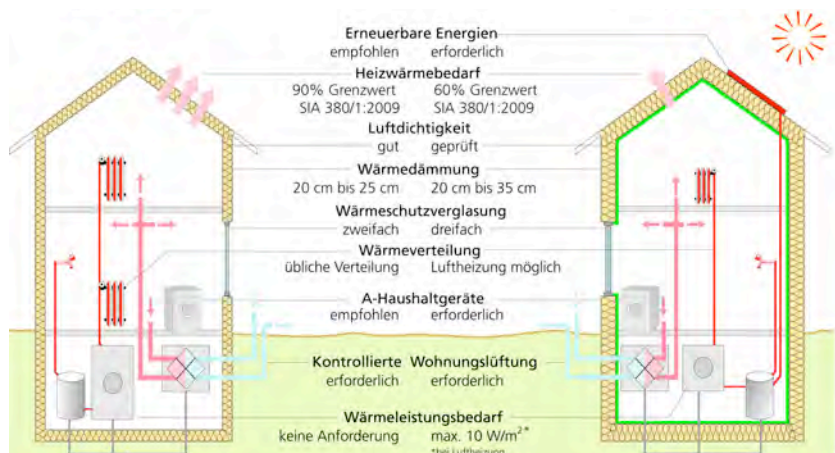 Erneuerbare Energien
empfohlen erforderlich
Heizwärmebedarf
90% Grenzwert 60% Grenzwert
SIA 380/1:2009 SIA 380/1:2009
Luftdichtigkeit
gut geprüft
Wärmedämmung
20 cm bis 25 cm 20 cm bis 35 cm
Wärmeschutzverglasung
zweifach dreifach
Wärmeverteilung
übliche Verteilung Luftheizung möglich
A-Haushaltgeräte
empfohlen erforderlich
Kontrollierte Wohnungslüftung
erforderlich erforderlich
Wärmeleistungsbedarf
keine Anforderung max. 10 W/m²*
*bei Luftheizung